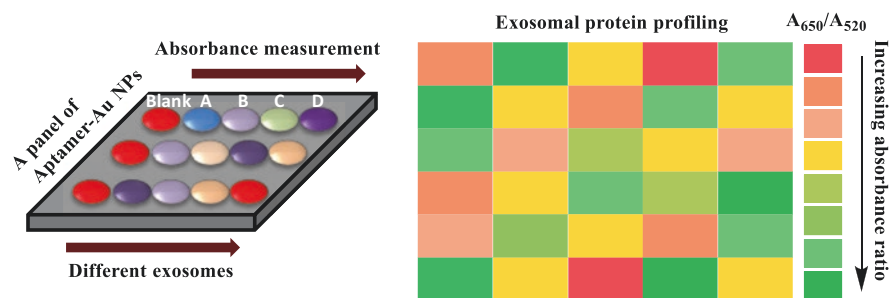 Absorbance measurement
A panel of
Aptamer-Au NPs
Blank A B C D
Different exosomes
Exosomal protein profiling
A650/A520
Increasing absorbance ratio